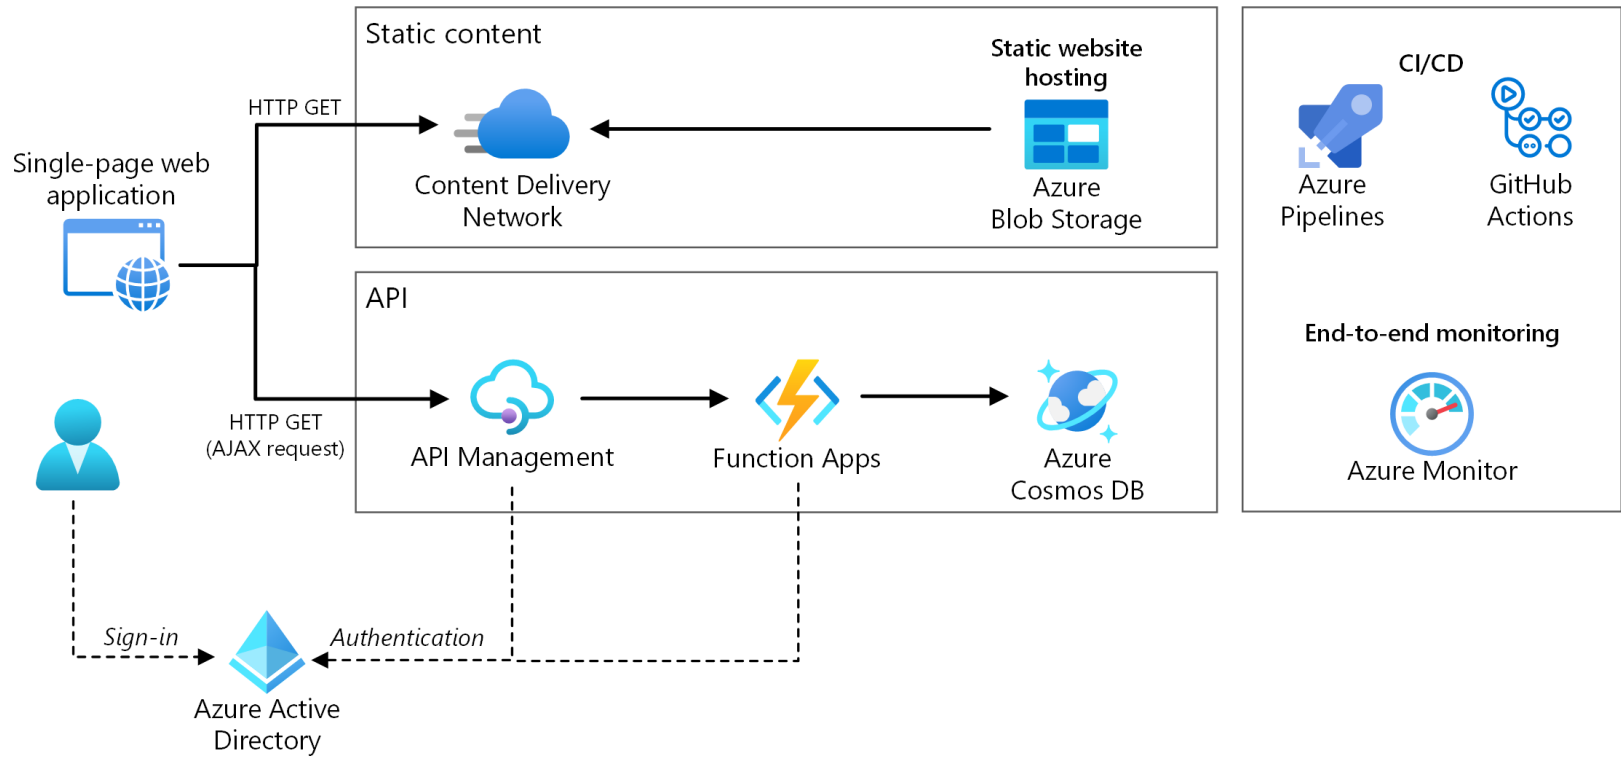 Static content
Static website
hosting
HTTP GET
Content Delivery
Network
Azure
Blob Storage
Single-page web
application
API
HTTP GET
(AJAX request)
API Management
Function Apps
Azure
Cosmos DB
CI/CD
Azure
Pipelines
GitHub
Actions
End-to-end monitoring
Azure Monitor
Sign-in
Authentication
Azure Active
Directory